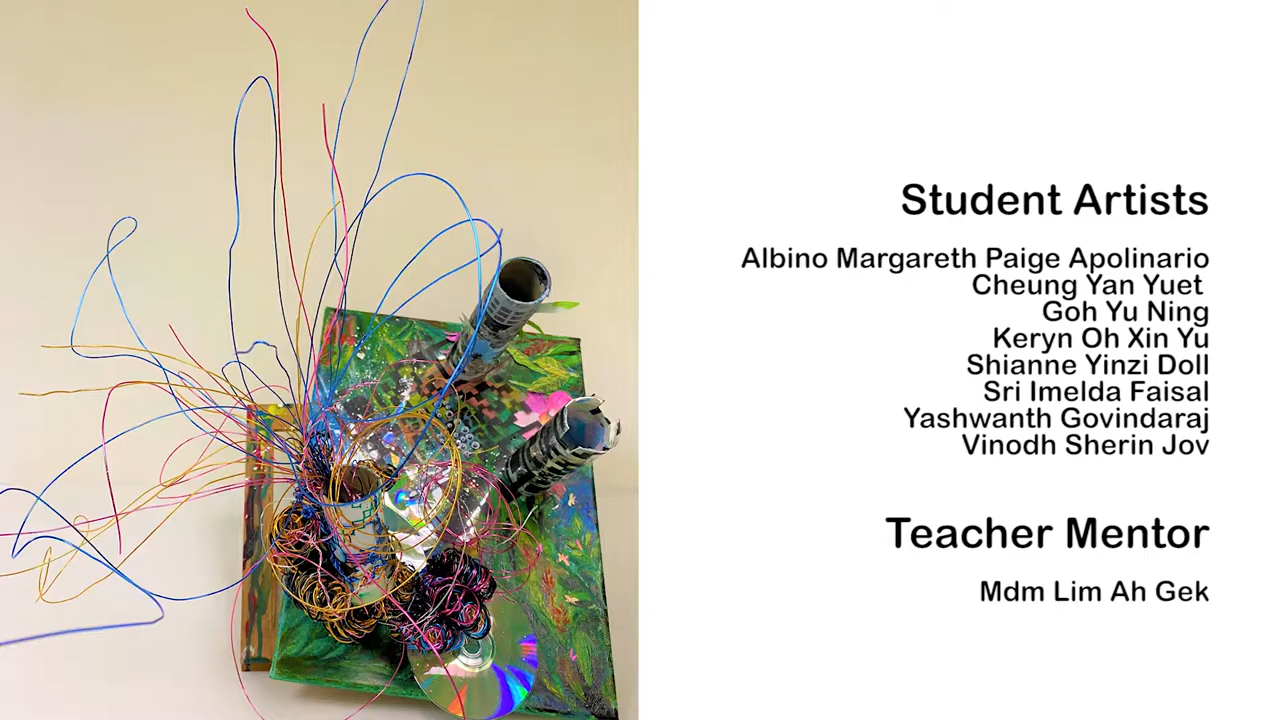 Student Artists
Albino Margareth Paige Apolinario
Cheung Yan Yuet
Goh Yu Ning
Keryn Oh Xin Yu
Shianne Yinzi Doll
Sri Imelda Faisal
Yashwanth Govindaraj
Vinodh Sherin Jov
Teacher Mentor
Mdm Lim Ah Gek